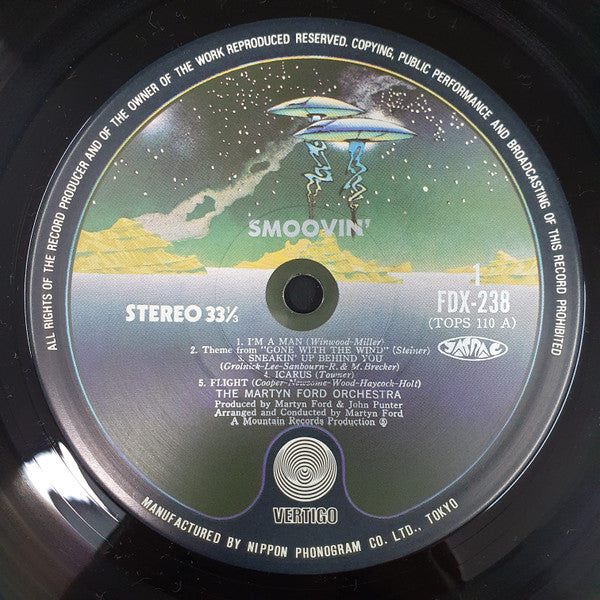 ALL RIGHTS OF THE RECORD PRODUCER AND OF THE OWNER OF THE WORK REPRODUCED RESERVED. COPYING, PUBLIC PERFORMANCE AND BROADCASTING OF THIS RECORD PROHIBITED
SMOOVIN'
STEREO 33⅓
1
FDX-238
(TOPS 110 A)
JASRAC
1. I'M A MAN (Winwood-Miller)
2. Theme from "GONE WITH THE WIND" (Steiner)
3. SNEAKIN' UP BEHIND YOU
(Grolnick-Lee-Sanbourn-R. & M. Brecker)
4. ICARUS (Towner)
5. FLIGHT (Cooper-Newsome-Wood-Haycock-Holt)
THE MARTYN FORD ORCHESTRA
Produced by Martyn Ford & John Punter
Arranged and Conducted by Martyn Ford
A Mountain Records Production Ⓟ
VERTIGO
MANUFACTURED BY NIPPON PHONOGRAM CO. LTD., TOKYO